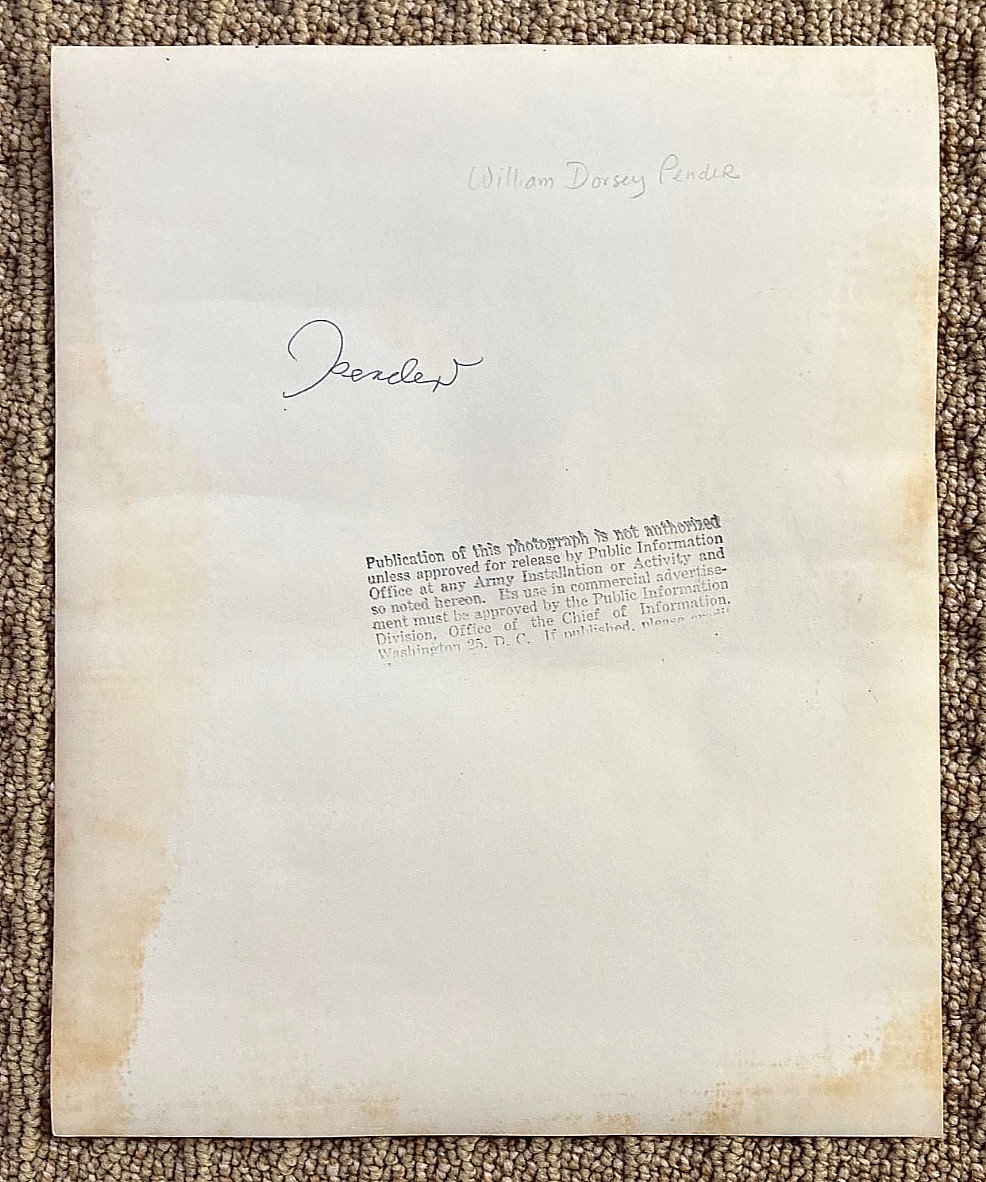 William Dorsey Pender
Pender
Publication of this photograph is not authorized
unless approved for release by Public Information
Office at any Army Installation or Activity and
so noted hereon. Its use in commercial advertise-
ment must be approved by the Public Information
Division, Office of the Chief of Information,
Washington 25, D. C. If published, please